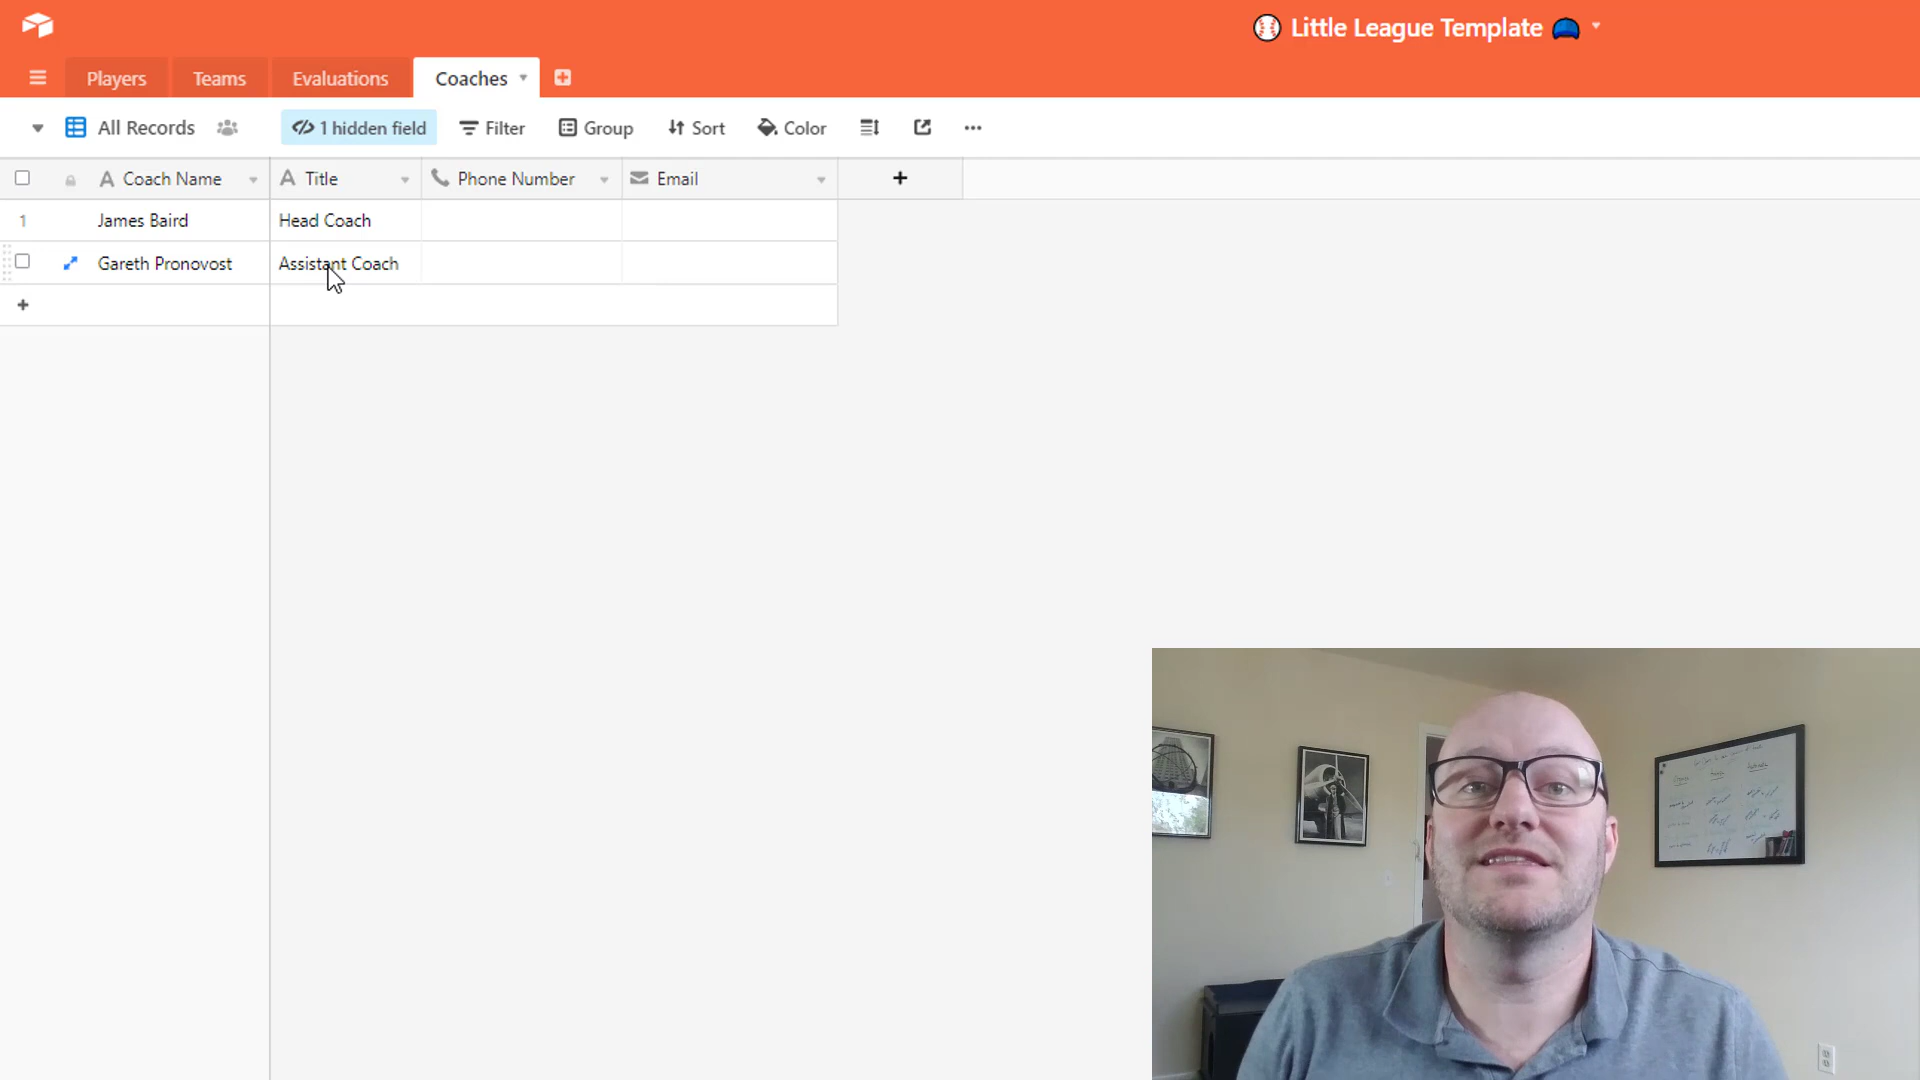 Little League Template
Players
Teams
Evaluations
Coaches
All Records
1 hidden field
Filter
Group
Sort
Color
Coach Name
Title
Phone Number
Email
1
James Baird
Head Coach
Gareth Pronovost
Assistant Coach